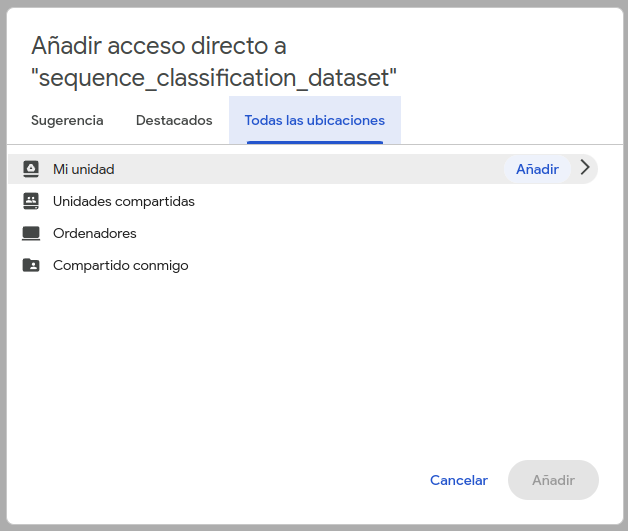 Añadir acceso directo a
"sequence_classification_dataset"
Sugerencia Destacados Todas las ubicaciones
Mi unidad Añadir
Unidades compartidas
Ordenadores
Compartido conmigo
Cancelar Añadir